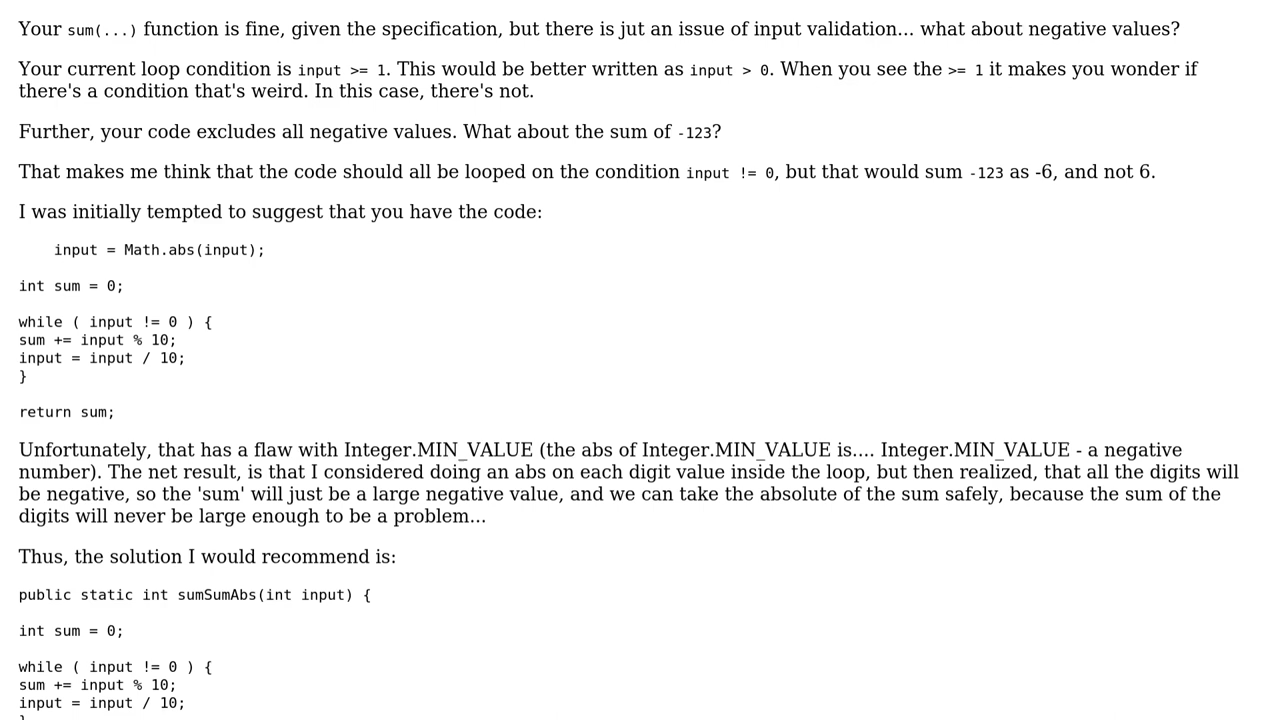 Your sum(...) function is fine, given the specification, but there is jut an issue of input validation... what about negative values?
Your current loop condition is input >= 1. This would be better written as input > 0. When you see the >= 1 it makes you wonder if
there's a condition that's weird. In this case, there's not.
Further, your code excludes all negative values. What about the sum of -123?
That makes me think that the code should all be looped on the condition input != 0, but that would sum -123 as -6, and not 6.
I was initially tempted to suggest that you have the code:
input = Math.abs(input);
int sum = 0;
while ( input != 0 ) {
sum += input % 10;
input = input / 10;
}
return sum;
Unfortunately, that has a flaw with Integer.MIN_VALUE (the abs of Integer.MIN_VALUE is.... Integer.MIN_VALUE - a negative
number). The net result, is that I considered doing an abs on each digit value inside the loop, but then realized, that all the digits will
be negative, so the 'sum' will just be a large negative value, and we can take the absolute of the sum safely, because the sum of the
digits will never be large enough to be a problem...
Thus, the solution I would recommend is:
public static int sumSumAbs(int input) {
int sum = 0;
while ( input != 0 ) {
sum += input % 10;
input = input / 10;
}